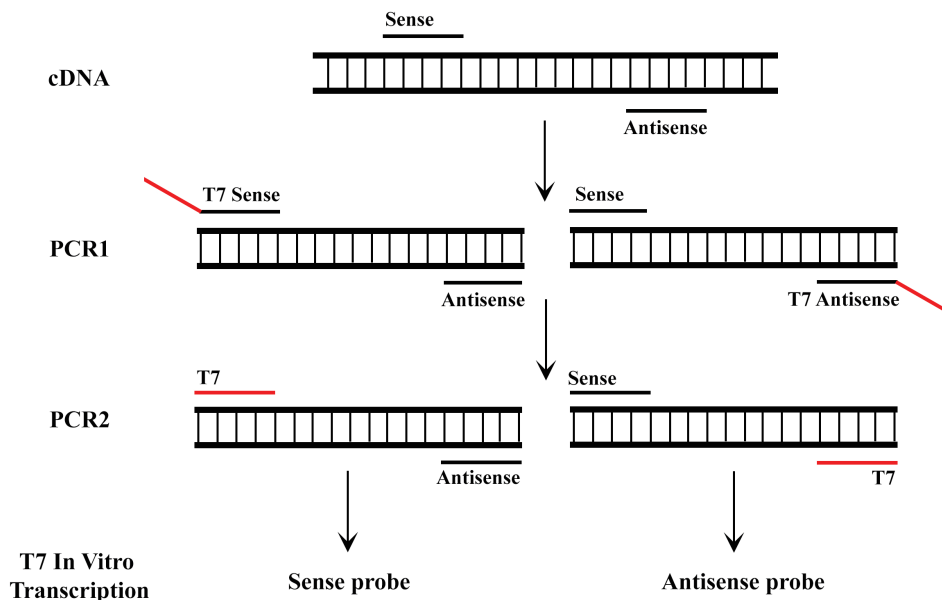 Sense
cDNA
Antisense
T7 Sense
Sense
PCR1
Antisense
T7 Antisense
T7
Sense
PCR2
Antisense
T7
T7 In Vitro
Transcription
Sense probe
Antisense probe